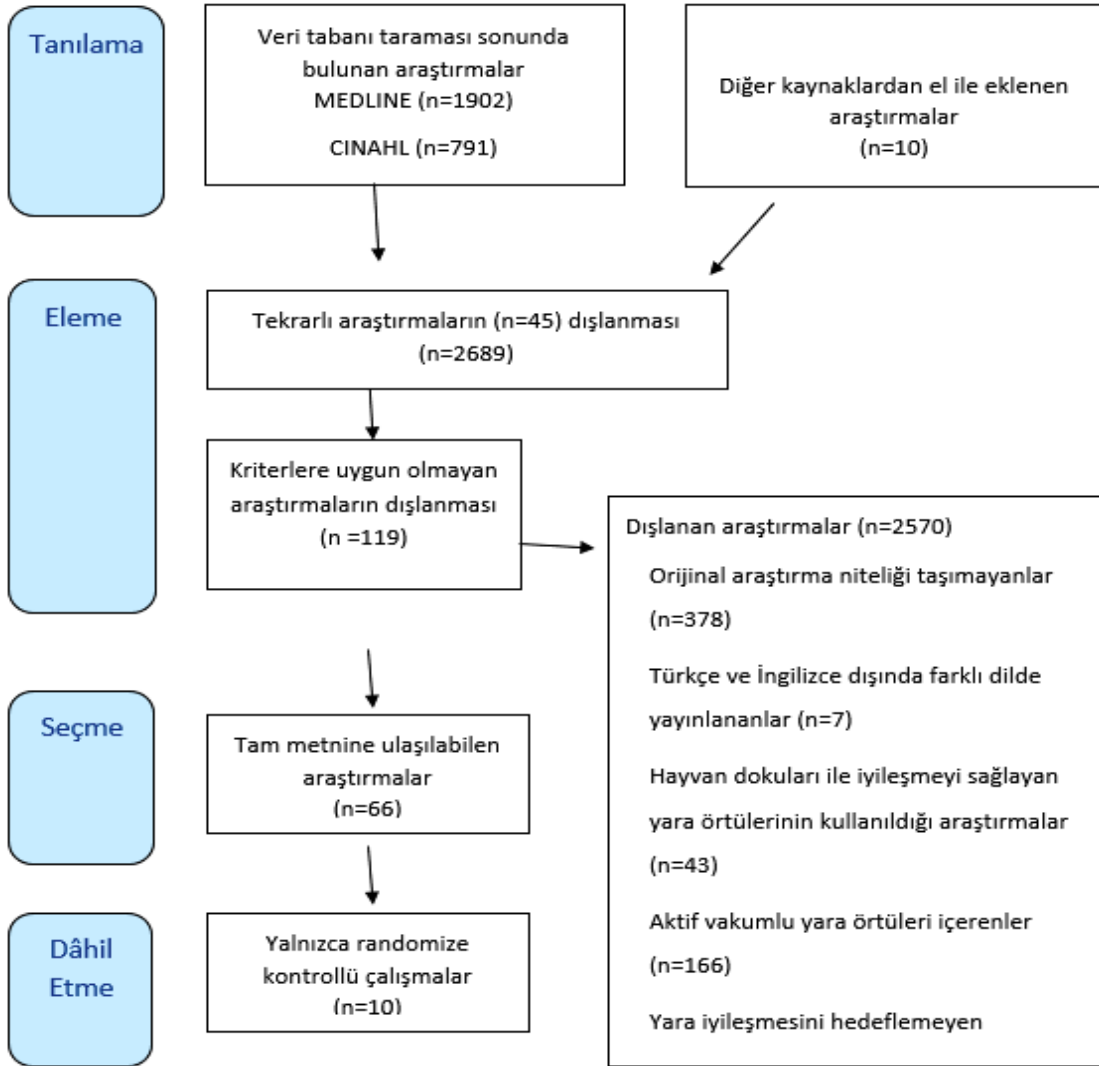 Tanılama
Veri tabanı taraması sonunda
bulunan araştırmalar
MEDLINE (n=1902)
CINAHL (n=791)
Diğer kaynaklardan el ile eklenen
araştırmalar
(n=10)
Eleme
Tekrarlı araştırmaların (n=45) dışlanması
(n=2689)
Kriterlere uygun olmayan
araştırmaların dışlanması
(n =119)
Dışlanan araştırmalar (n=2570)
Orijinal araştırma niteliği taşımayanlar
(n=378)
Türkçe ve İngilizce dışında farklı dilde
yayınlananlar (n=7)
Hayvan dokuları ile iyileşmeyi sağlayan
yara örtülerinin kullanıldığı araştırmalar
(n=43)
Aktif vakumlu yara örtüleri içerenler
(n=166)
Yara iyileşmesini hedeflemeyen
Seçme
Tam metnine ulaşılabilen
araştırmalar
(n=66)
Dâhil
Etme
Yalnızca randomize
kontrollü çalışmalar
(n=10)